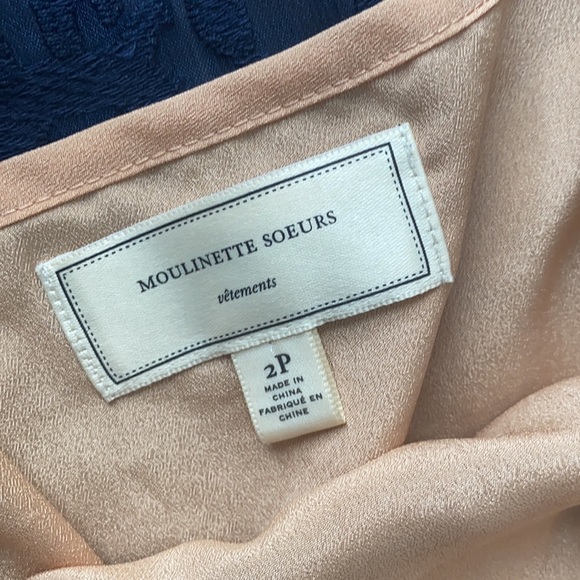 MOULINETTE SOEURS
vêtements
2P
MADE IN
CHINA
FABRIQUÉ EN
CHINE